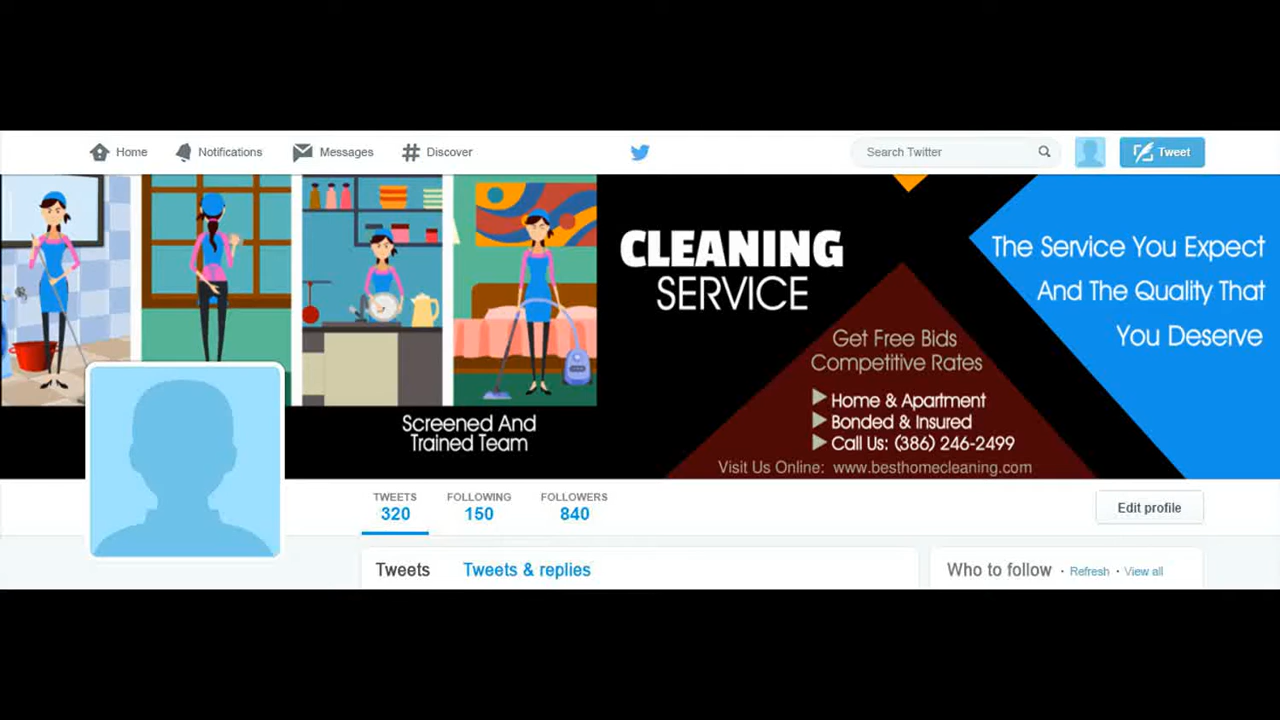 Home
Notifications
Messages
Discover
Search Twitter
Tweet
CLEANING
SERVICE
The Service You Expect
And The Quality That
You Deserve
Get Free Bids
Competitive Rates
Home & Apartment
Bonded & Insured
Call Us: (386) 246-2499
Visit Us Online: www.besthomecleaning.com
Screened And
Trained Team
TWEETS FOLLOWING FOLLOWERS
320 150 840
Edit profile
Tweets Tweets & replies
Who to follow · Refresh · View all